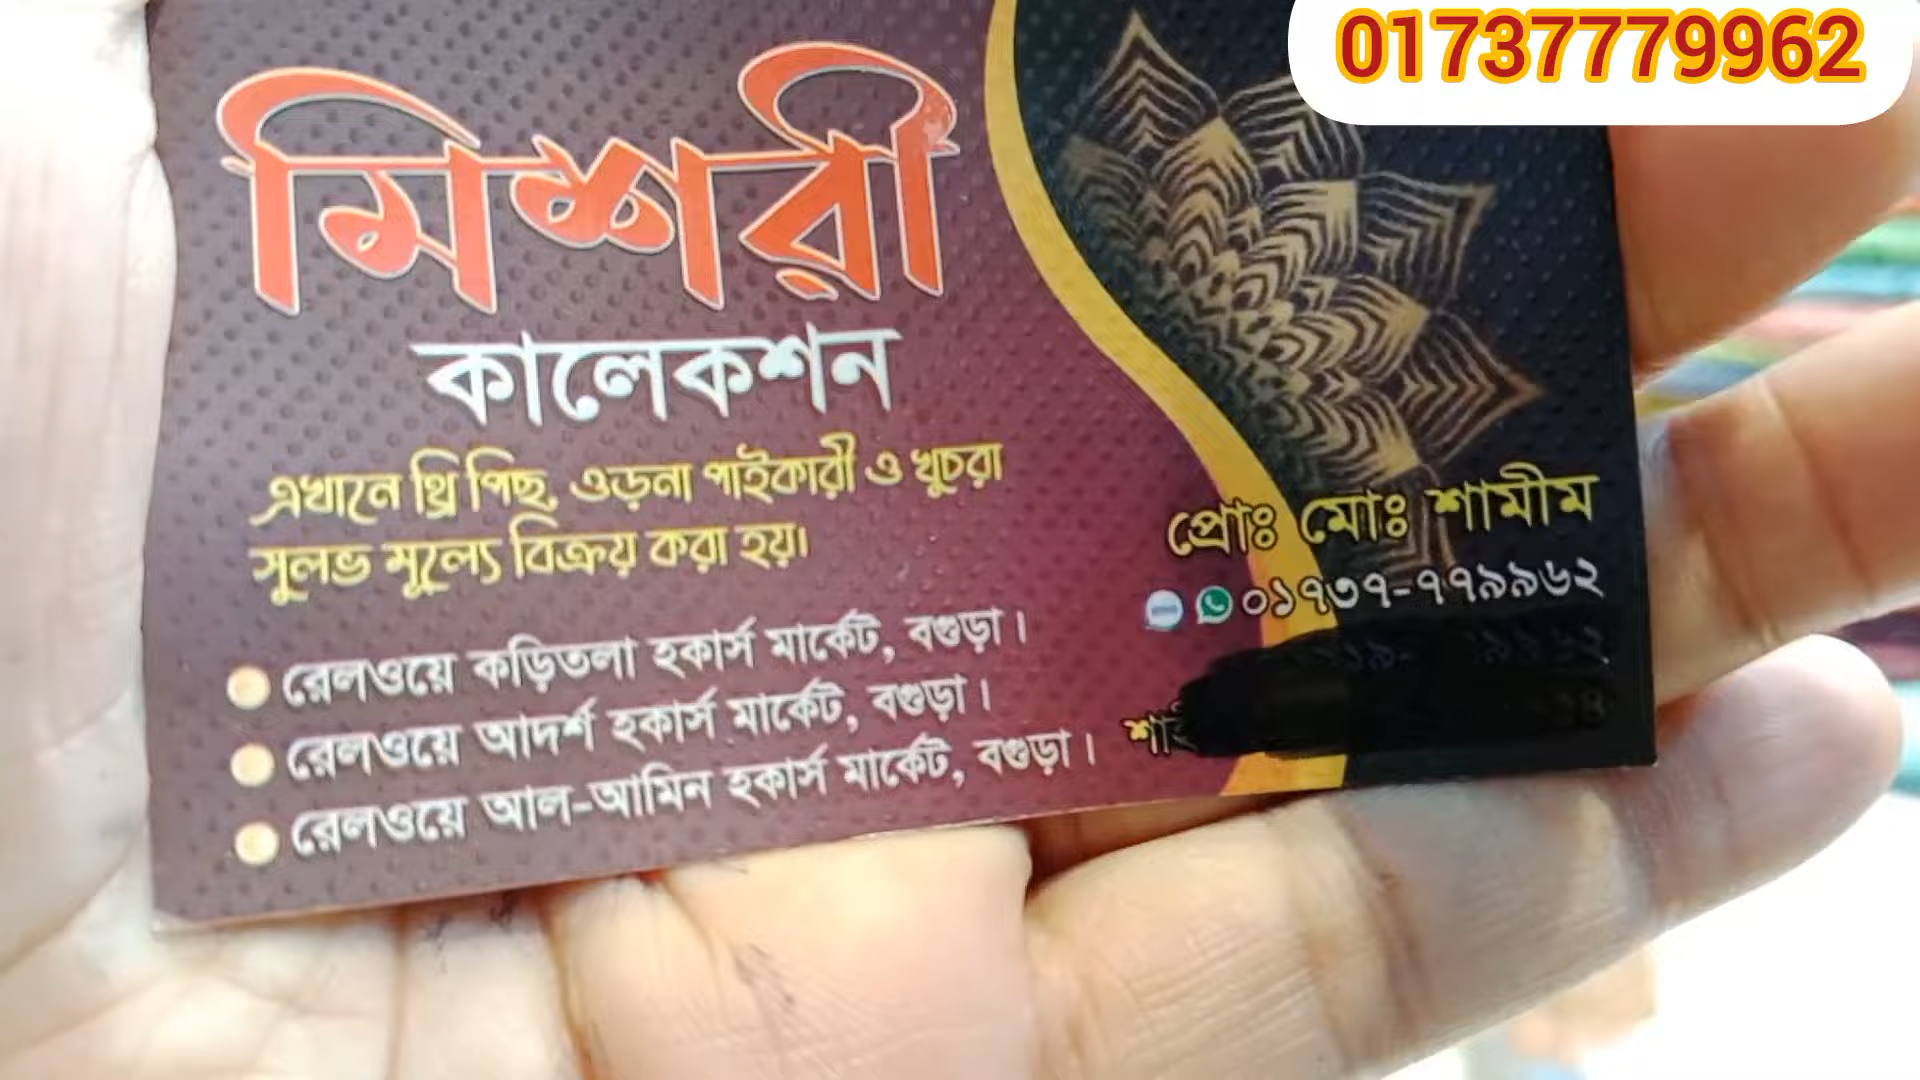 01737779962
মিশরী
কালেকশন
এখানে থ্রি পিছ, ওড়না পাইকারী ও খুচরা
সুলভ মূল্যে বিক্রয় করা হয়।
প্রোঃ মোঃ শামীম
০১৭৩৭-৭৭৯৯৬২
রেলওয়ে কড়িতলা হকার্স মার্কেট, বগুড়া।
রেলওয়ে আদর্শ হকার্স মার্কেট, বগুড়া।
রেলওয়ে আল-আমিন হকার্স মার্কেট, বগুড়া।